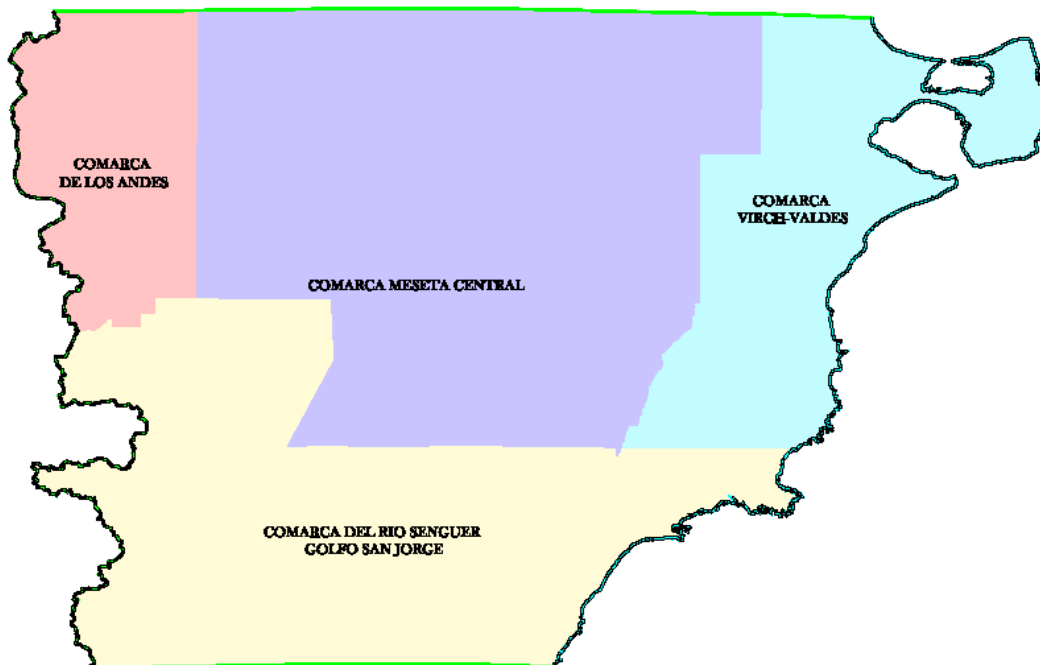 COMARCA
DE LOS ANDES
COMARCA
VIRCH-VALDES
COMARCA MESETA CENTRAL
COMARCA DEL RIO SENGUER
GOLFO SAN JORGE